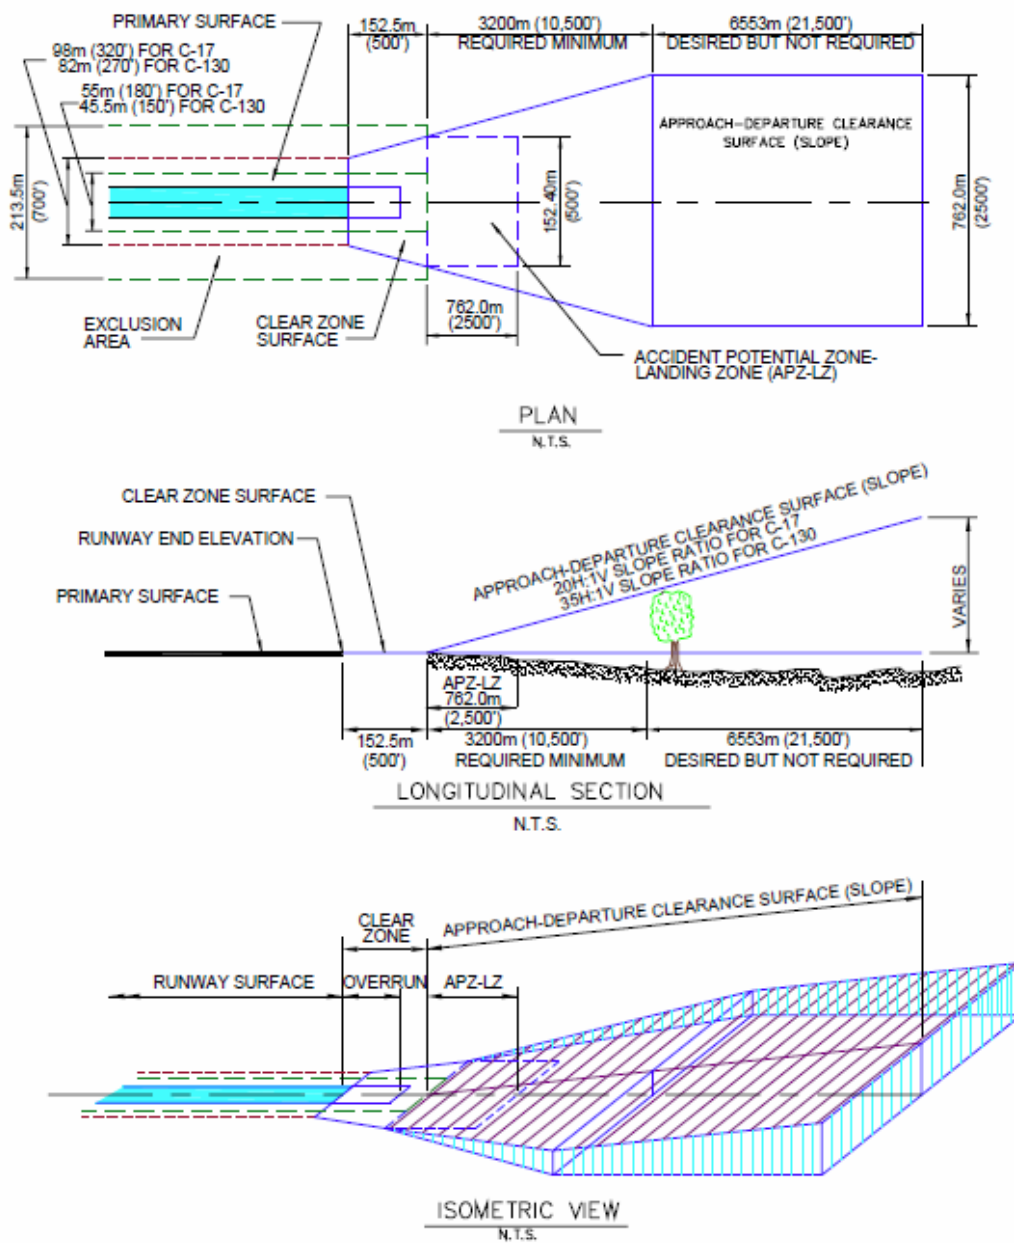 PRIMARY SURFACE
98m (320') FOR C-17
82m (270') FOR C-130
55m (180') FOR C-17
45.5m (150') FOR C-130
152.5m
(500')
3200m (10,500')
REQUIRED MINIMUM
6553m (21,500')
DESIRED BUT NOT REQUIRED
APPROACH-DEPARTURE CLEARANCE
SURFACE (SLOPE)
213.5m
(700')
152.40m
(500')
762.0m
(2500')
762.0m
(2500')
EXCLUSION
AREA
CLEAR ZONE
SURFACE
ACCIDENT POTENTIAL ZONE-
LANDING ZONE (APZ-LZ)
PLAN
N.T.S.
CLEAR ZONE SURFACE
RUNWAY END ELEVATION
PRIMARY SURFACE
APPROACH-DEPARTURE CLEARANCE SURFACE (SLOPE)
20H:1V SLOPE RATIO FOR C-17
35H:1V SLOPE RATIO FOR C-130
VARIES
APZ-LZ
762.0m
(2,500')
152.5m
(500')
3200m (10,500')
REQUIRED MINIMUM
6553m (21,500')
DESIRED BUT NOT REQUIRED
LONGITUDINAL SECTION
N.T.S.
CLEAR
ZONE
APPROACH-DEPARTURE CLEARANCE SURFACE (SLOPE)
RUNWAY SURFACE
OVERRUN
APZ-LZ
ISOMETRIC VIEW
N.T.S.